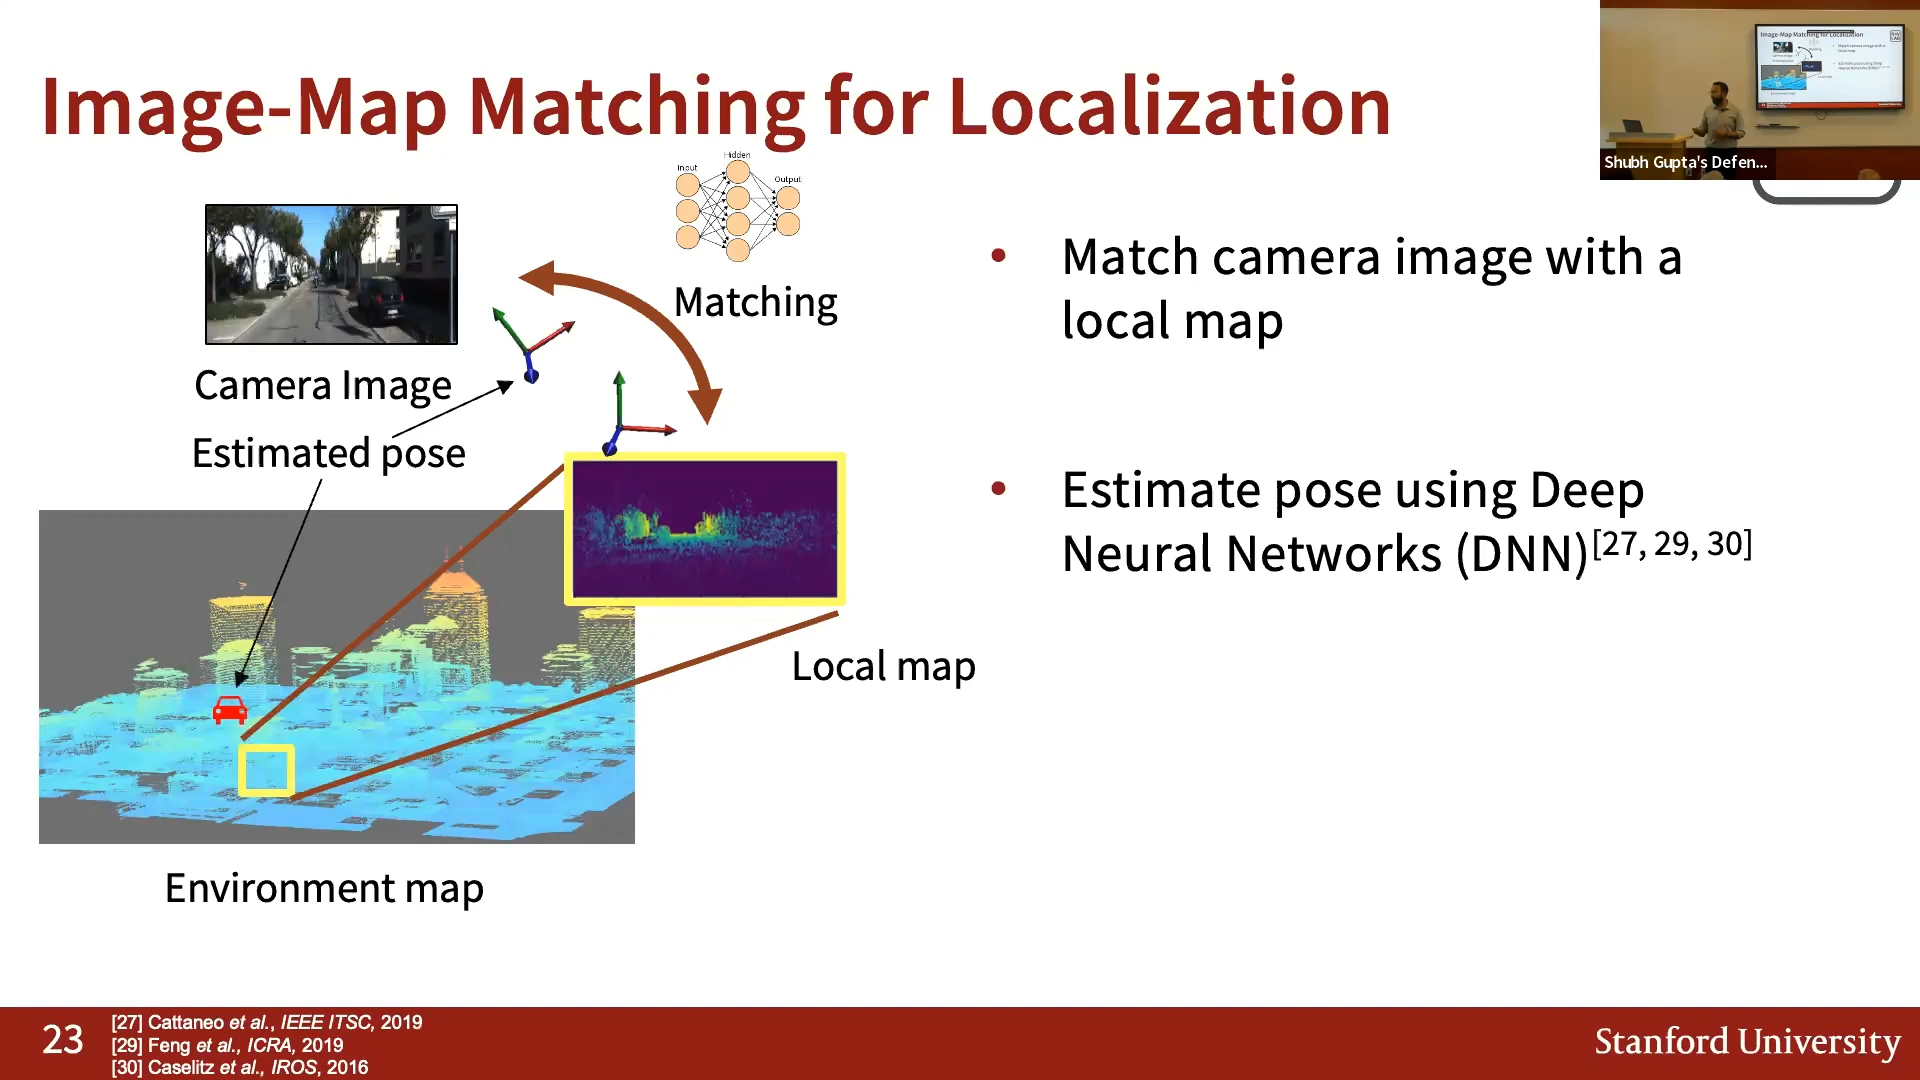 Image-Map Matching for Localization
Shubh Gupta's Defen...
Input
Hidden
Output
Matching
Camera Image
Estimated pose
Local map
Environment map
• Match camera image with a
local map
• Estimate pose using Deep
Neural Networks (DNN)[27, 29, 30]
23
[27] Cattaneo et al., IEEE ITSC, 2019
[29] Feng et al., ICRA, 2019
[30] Caselitz et al., IROS, 2016
Stanford University